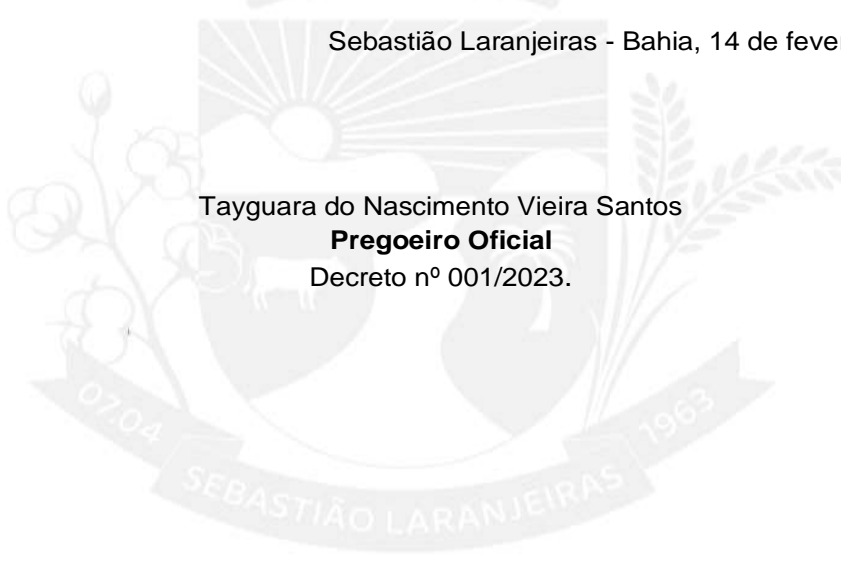 Sebastião Laranjeiras - Bahia, 14 de
Tayguara do Nascimento Vieira Santos
Pregoeiro Oficial
Decreto nº 001/2023.
07.04
1963
SEBASTIÃO LARANJEIRAS